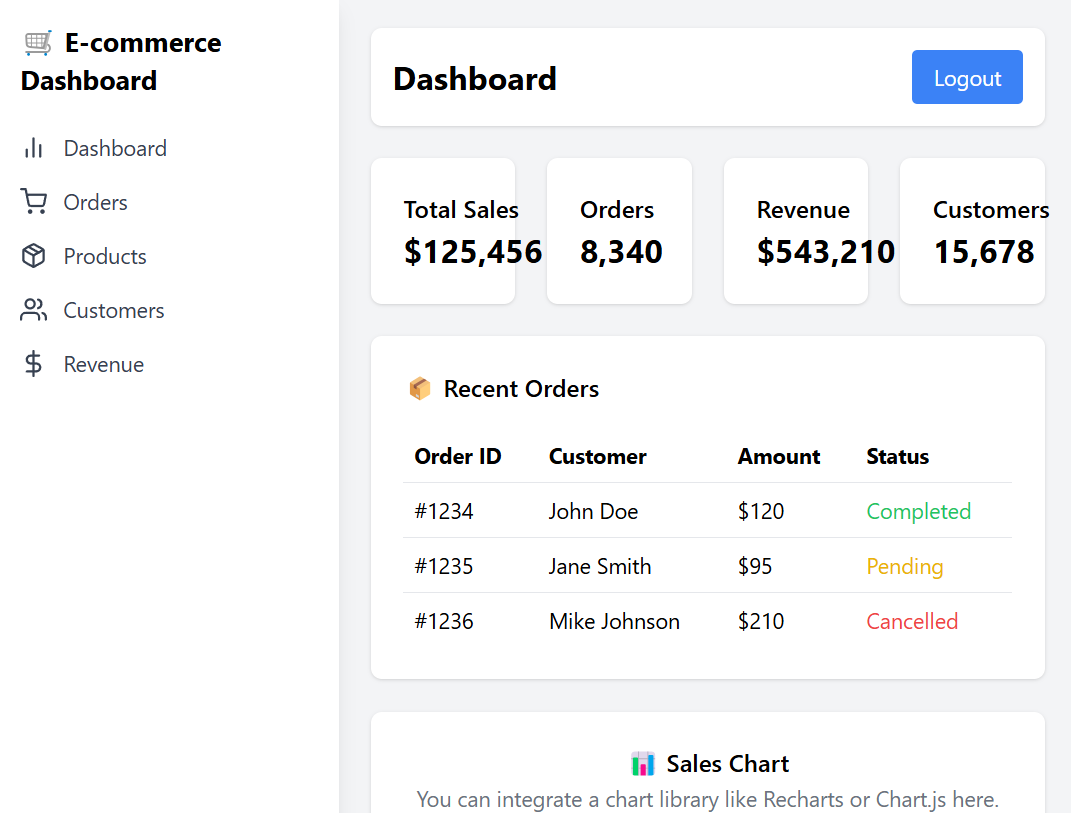 🛒 E-commerce
Dashboard
Dashboard
Orders
Products
Customers
Revenue
Dashboard
Logout
Total Sales
$125,456
Orders
8,340
Revenue
$543,210
Customers
15,678
📦 Recent Orders
Order ID Customer Amount Status
#1234 John Doe $120 Completed
#1235 Jane Smith $95 Pending
#1236 Mike Johnson $210 Cancelled
📊 Sales Chart
You can integrate a chart library like Recharts or Chart.js here.